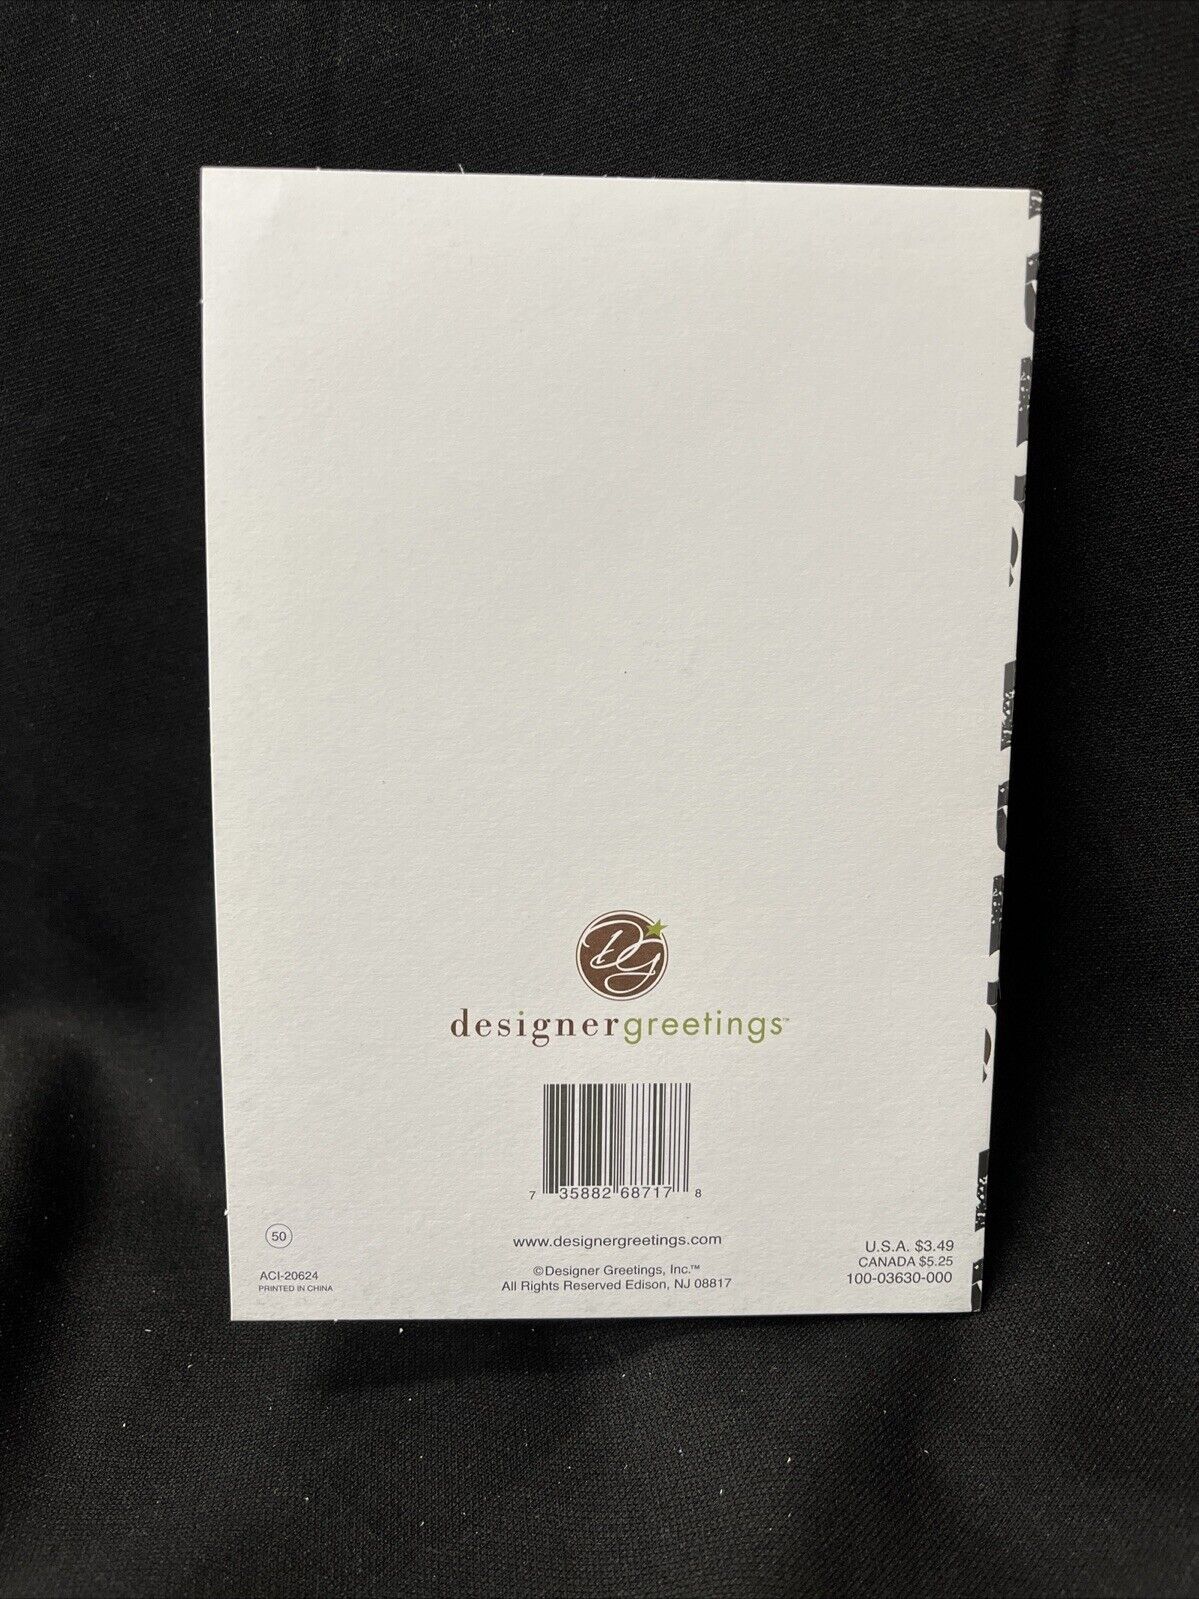 DG
designergreetings™
7 35882 68717 8
50
www.designergreetings.com
U.S.A. $3.49
CANADA $5.25
ACI-20624
©Designer Greetings, Inc.™
100-03630-000
PRINTED IN CHINA
All Rights Reserved Edison, NJ 08817